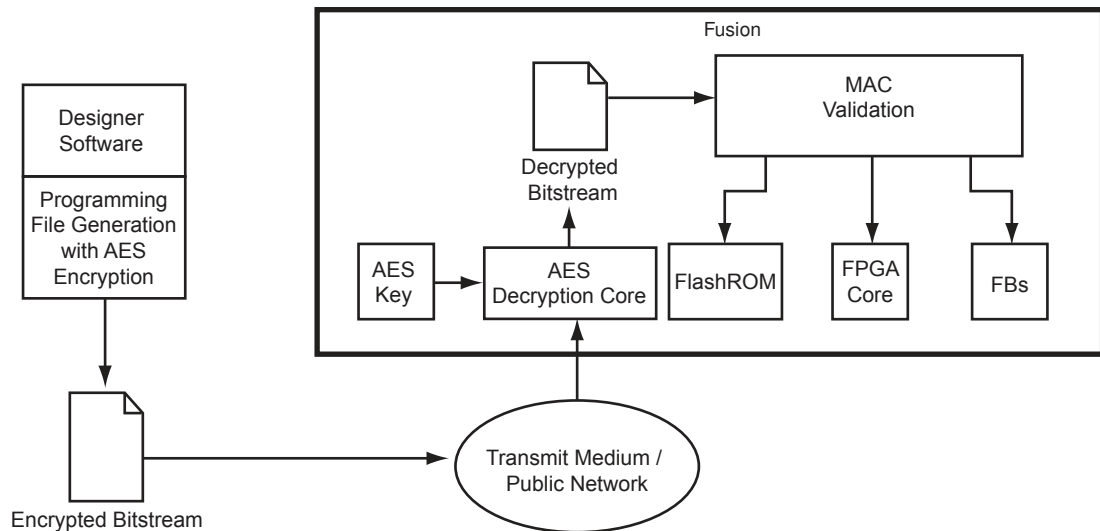 Fusion
Designer
Software
Programming
File Generation
with AES
Encryption
Encrypted Bitstream
Transmit Medium /
Public Network
AES
Key
AES
Decryption Core
Decrypted
Bitstream
MAC
Validation
FlashROM
FPGA
Core
FBs